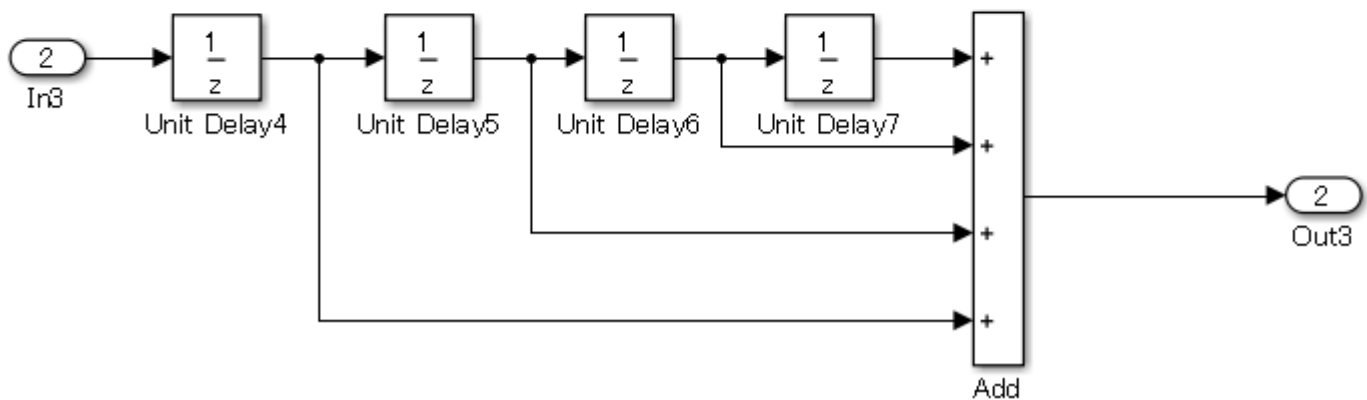 2
In3
1
z
Unit Delay4
1
z
Unit Delay5
1
z
Unit Delay6
1
z
Unit Delay7
+
+
+
+
Add
2
Out3